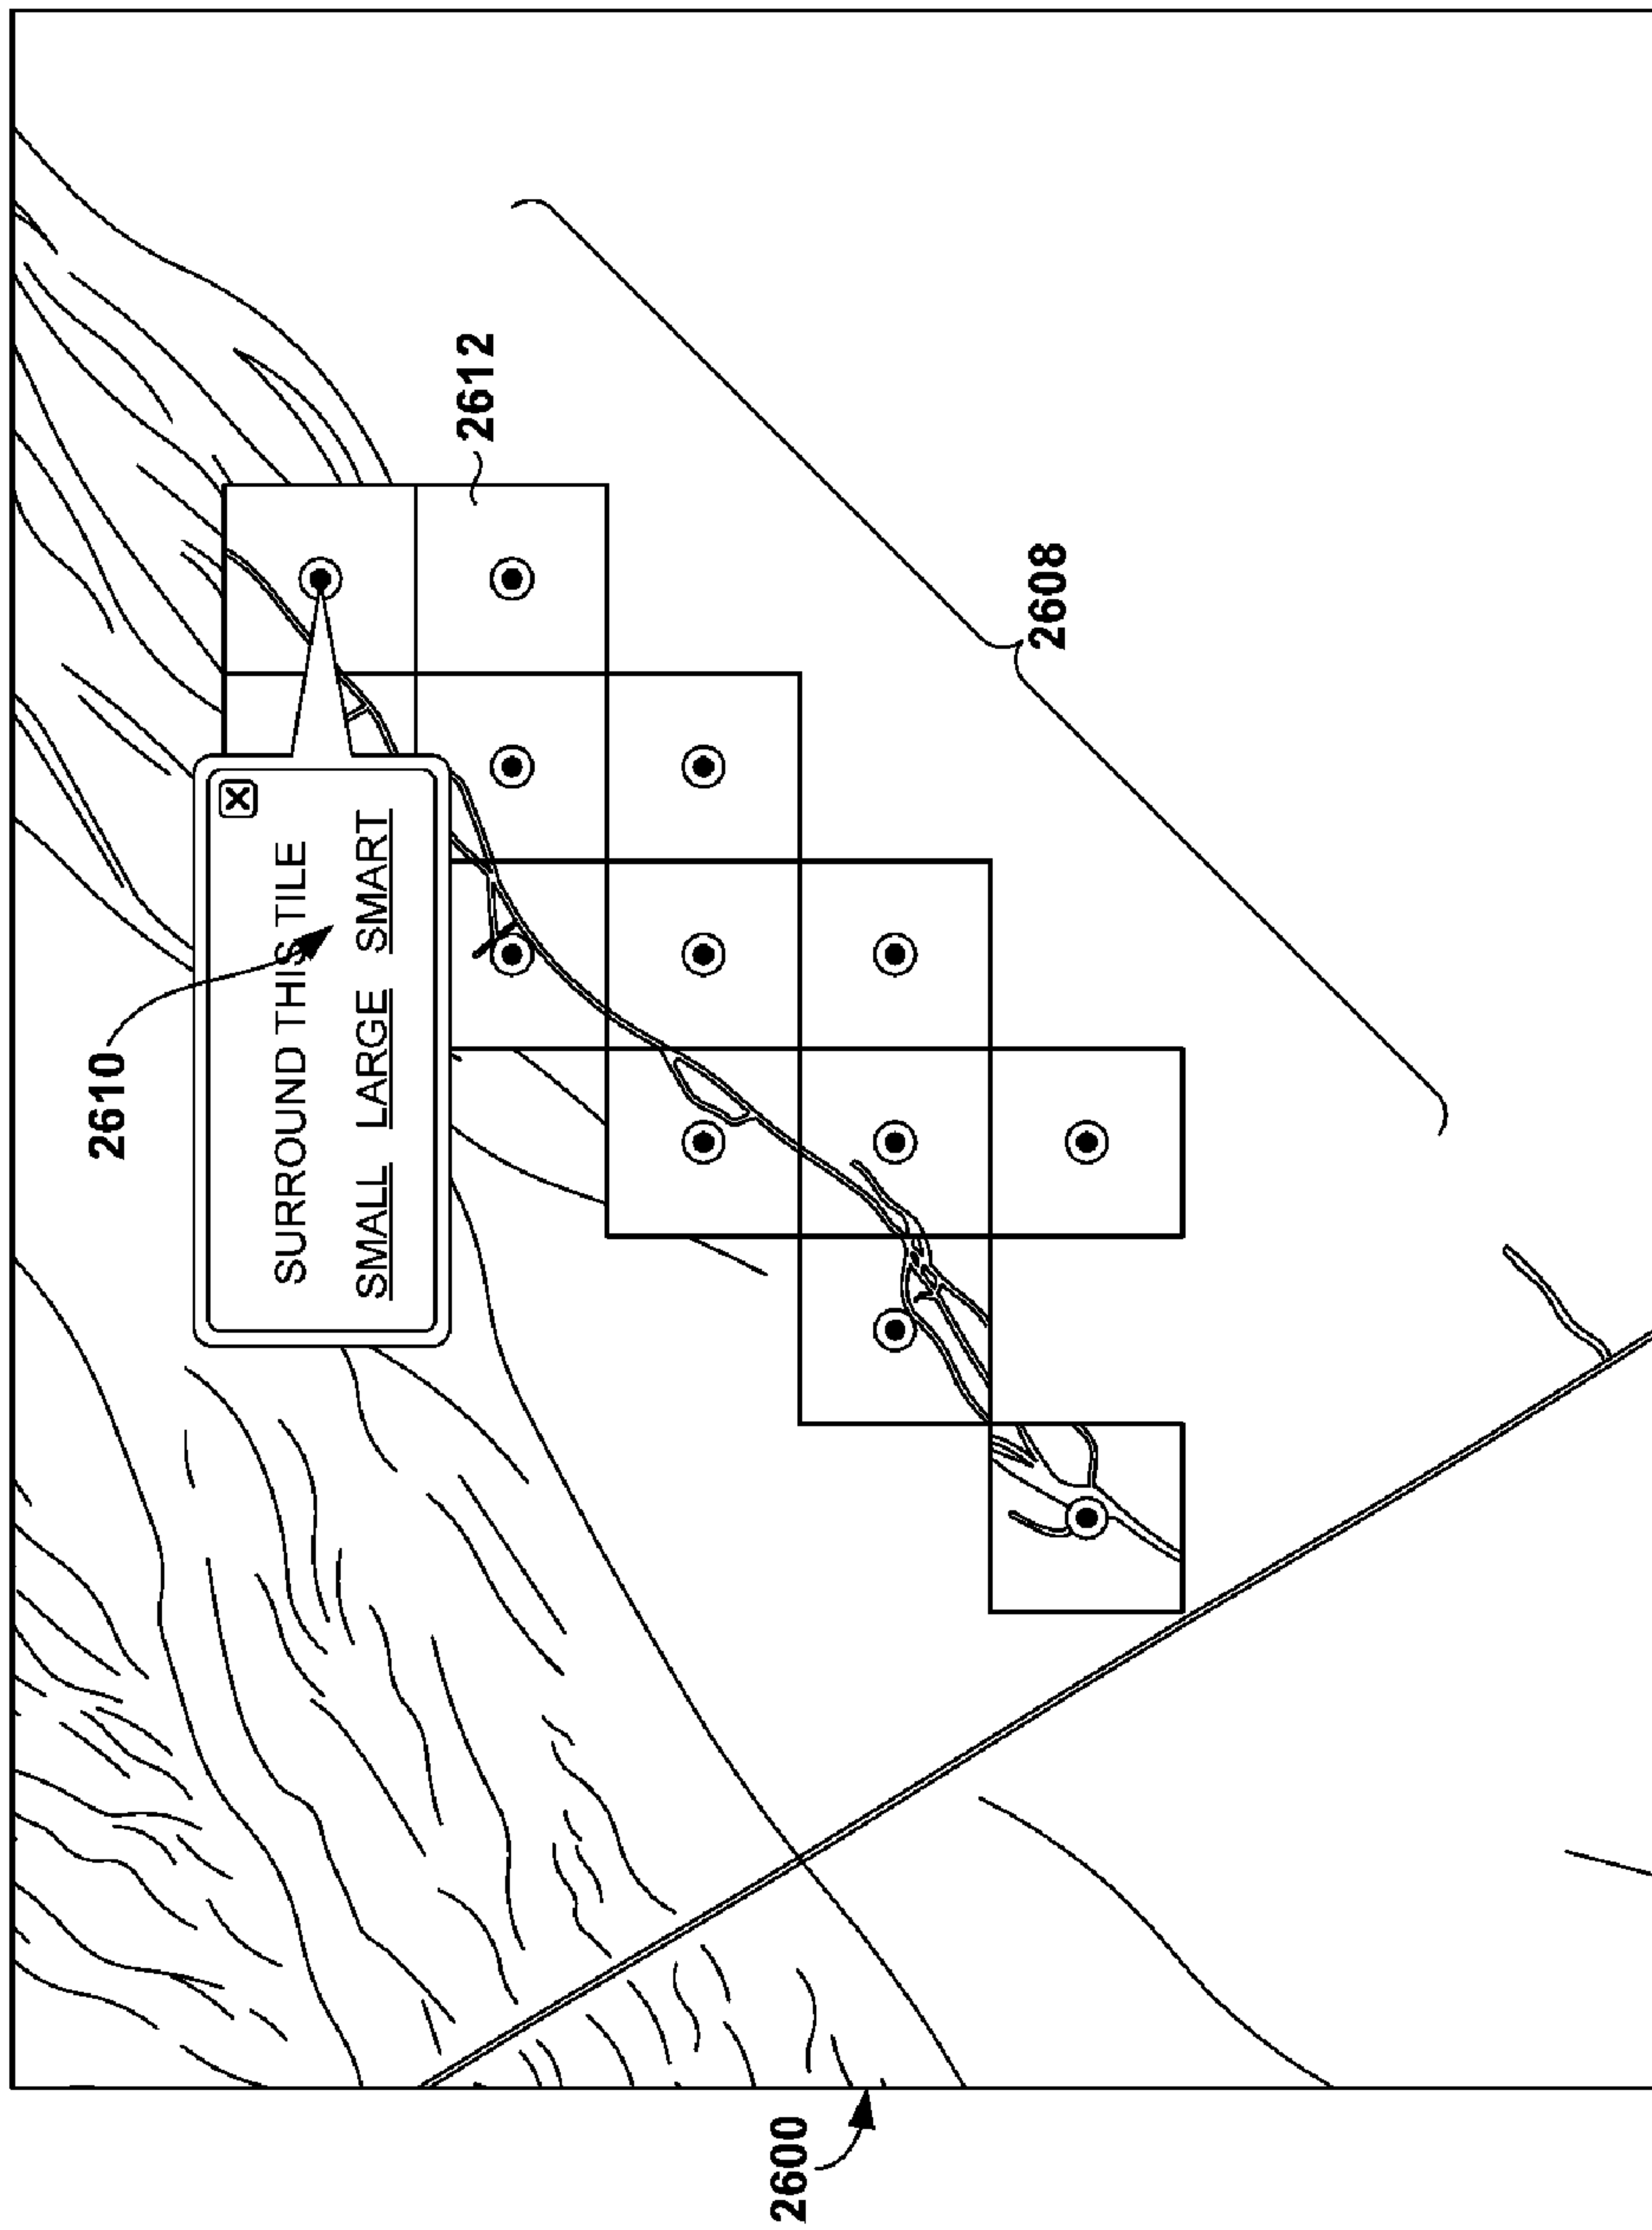 2610
SURROUND THIS TILE
SMALL LARGE SMART
X
2612
2608
2600